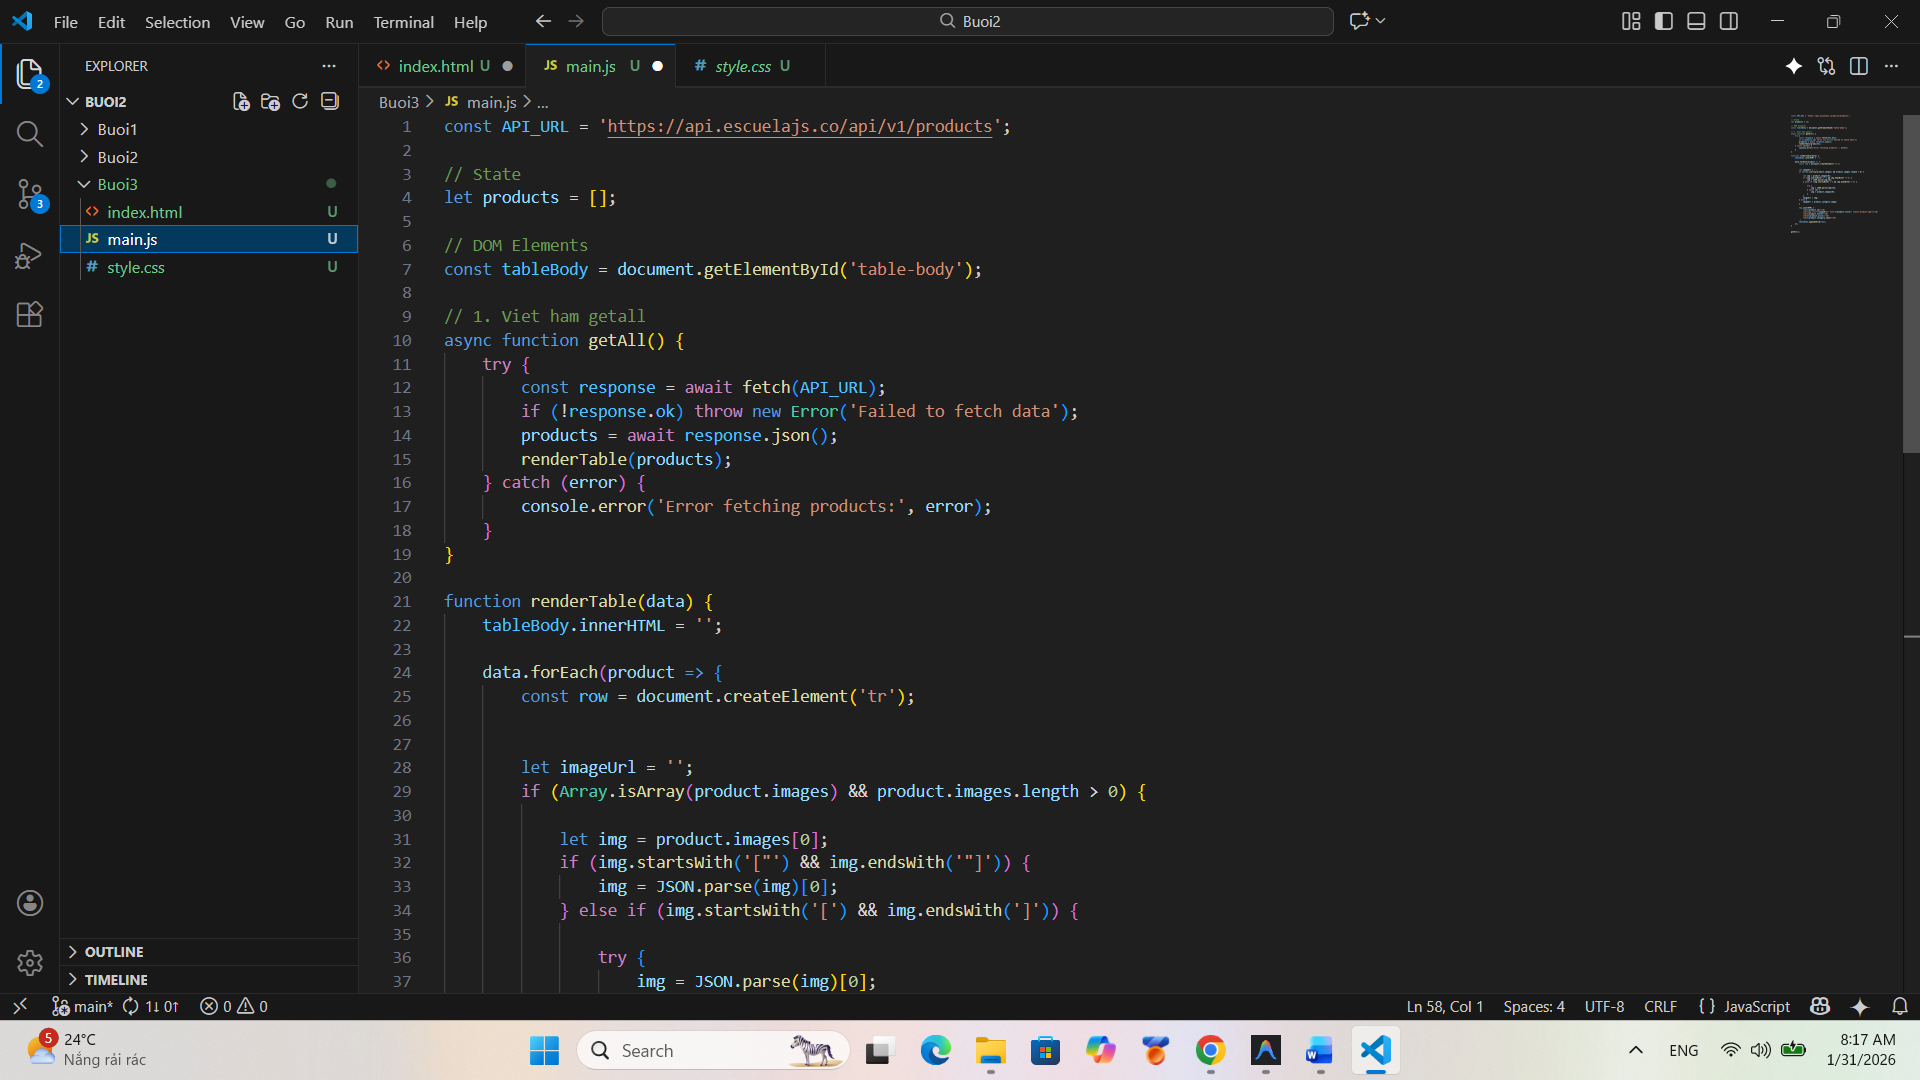 File Edit Selection View Go Run Terminal Help
Buoi2
EXPLORER
BUOI2
Buoi1
Buoi2
Buoi3
index.html U
main.js U
style.css U
OUTLINE
TIMELINE
2
3
index.html U
JS main.js U
# style.css U
Buoi3 > JS main.js > ...
1 const API_URL = 'https://api.escuelajs.co/api/v1/products';
2
3 // State
4 let products = [];
5
6 // DOM Elements
7 const tableBody = document.getElementById('table-body');
8
9 // 1. Viet ham getall
10 async function getAll() {
11 try {
12 const response = await fetch(API_URL);
13 if (!response.ok) throw new Error('Failed to fetch data');
14 products = await response.json();
15 renderTable(products);
16 } catch (error) {
17 console.error('Error fetching products:', error);
18 }
19 }
20
21 function renderTable(data) {
22 tableBody.innerHTML = '';
23
24 data.forEach(product => {
25 const row = document.createElement('tr');
26
27
28 let imageUrl = '';
29 if (Array.isArray(product.images) && product.images.length > 0) {
30
31 let img = product.images[0];
32 if (img.startsWith('["') && img.endsWith('"]')) {
33 img = JSON.parse(img)[0];
34 } else if (img.startsWith('[') && img.endsWith(']')) {
35
36 try {
37 img = JSON.parse(img)[0];
main* 1↓ 0↑ 0 0
Ln 58, Col 1 Spaces: 4 UTF-8 CRLF {} JavaScript
5
24°C
Nắng rải rác
Search
ENG
8:17 AM
1/31/2026